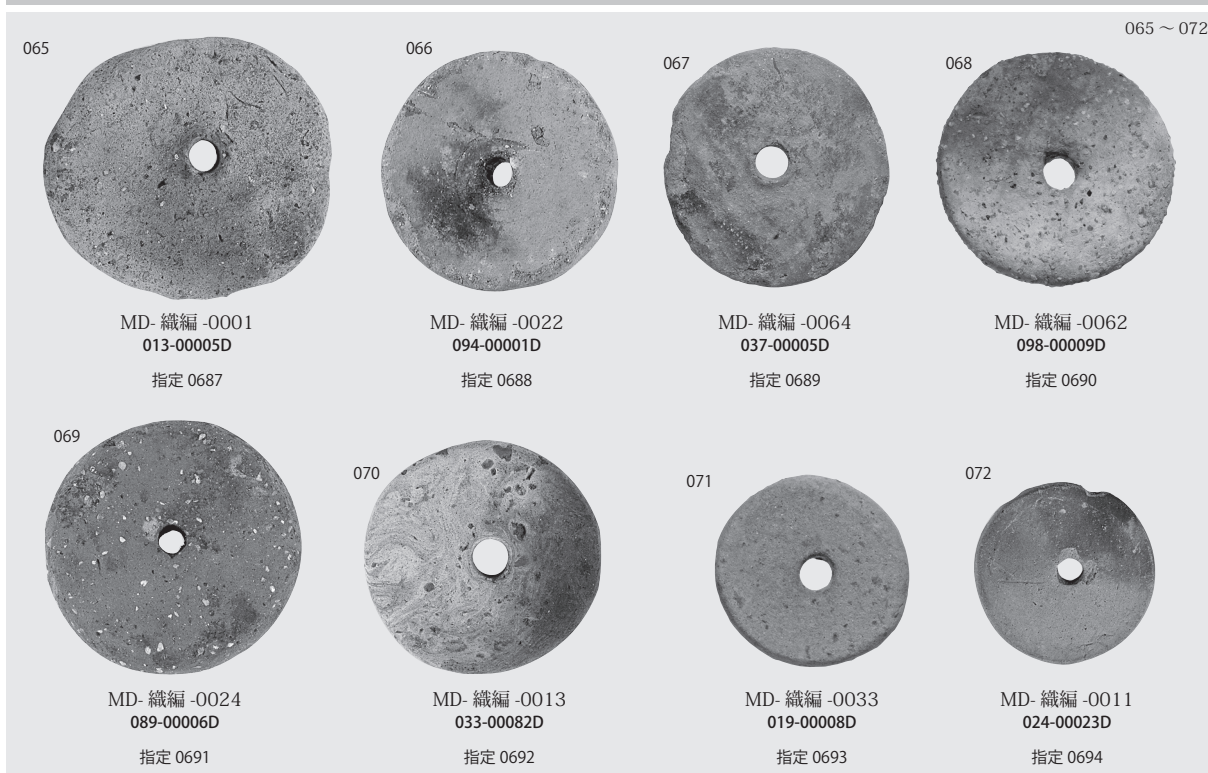 065 ～ 072
065
066
067
068
MD- 織編 -0001
013-00005D
指定 0687
MD- 織編 -0022
094-00001D
指定 0688
MD- 織編 -0064
037-00005D
指定 0689
MD- 織編 -0062
098-00009D
指定 0690
069
070
071
072
MD- 織編 -0024
089-00006D
指定 0691
MD- 織編 -0013
033-00082D
指定 0692
MD- 織編 -0033
019-00008D
指定 0693
MD- 織編 -0011
024-00023D
指定 0694